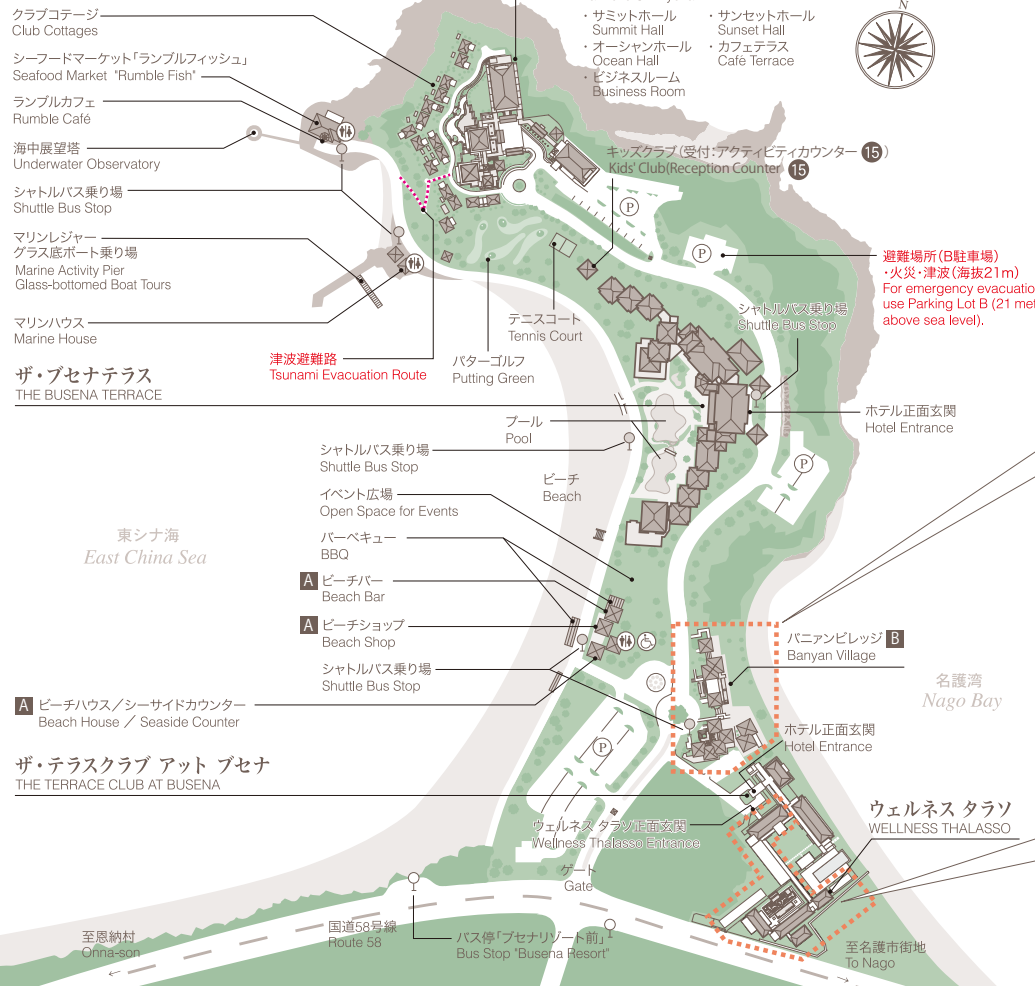 クラブコテージ
Club Cottages
シーフードマーケット「ランブルフィッシュ」
Seafood Market "Rumble Fish"
ランブルカフェ
Rumble Café
海中展望塔
Underwater Observatory
シャトルバス乗り場
Shuttle Bus Stop
マリンレジャー
グラス底ボート乗り場
Marine Activity Pier
Glass-bottomed Boat Tours
マリンハウス
Marine House
・サミットホール
Summit Hall
・オーシャンホール
Ocean Hall
・ビジネスルーム
Business Room
・サンセットホール
Sunset Hall
・カフェテラス
Café Terrace
N
キッズクラブ(受付:アクティビティカウンター 15)
Kids' Club(Reception Counter 15
P
P
避難場所(B駐車場)
・火災・津波(海抜21m)
For emergency evacuatio
use Parking Lot B (21 met
above sea level).
シャトルバス乗り場
Shuttle Bus Stop
テニスコート
Tennis Court
パターゴルフ
Putting Green
津波避難路
Tsunami Evacuation Route
ザ・ブセナテラス
THE BUSENA TERRACE
ホテル正面玄関
Hotel Entrance
プール
Pool
シャトルバス乗り場
Shuttle Bus Stop
P
ビーチ
Beach
イベント広場
Open Space for Events
東シナ海
East China Sea
バーベキュー
BBQ
A ビーチバー
Beach Bar
A ビーチショップ
Beach Shop
シャトルバス乗り場
Shuttle Bus Stop
バニアンビレッジ B
Banyan Village
名護湾
Nago Bay
A ビーチハウス／シーサイドカウンター
Beach House ／ Seaside Counter
P
ホテル正面玄関
Hotel Entrance
ザ・テラスクラブ アット ブセナ
THE TERRACE CLUB AT BUSENA
ウェルネス タラソ
WELLNESS THALASSO
ウェルネス タラソ正面玄関
Wellness Thalasso Entrance
ゲート
Gate
至恩納村
Onna-son
国道58号線
Route 58
バス停「ブセナリゾート前」
Bus Stop "Busena Resort"
至名護市街地
To Nago